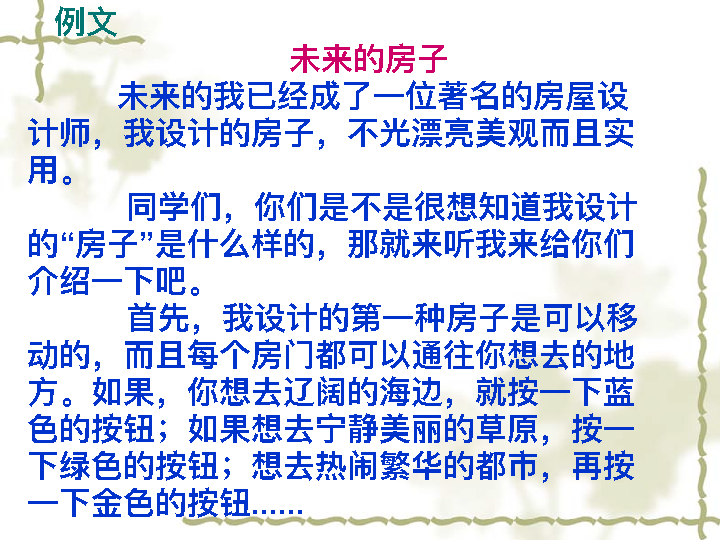 例文
未来的房子
未来的我已经成了一位著名的房屋设
计师，我设计的房子，不光漂亮美观而且实
用。
同学们，你们是不是很想知道我设计
的“房子”是什么样的，那就来听我来给你们
介绍一下吧。
首先，我设计的第一种房子是可以移
动的，而且每个房门都可以通往你想去的地
方。如果，你想去辽阔的海边，就按一下蓝
色的按钮；如果想去宁静美丽的草原，按一
下绿色的按钮；想去热闹繁华的都市，再按
一下金色的按钮......